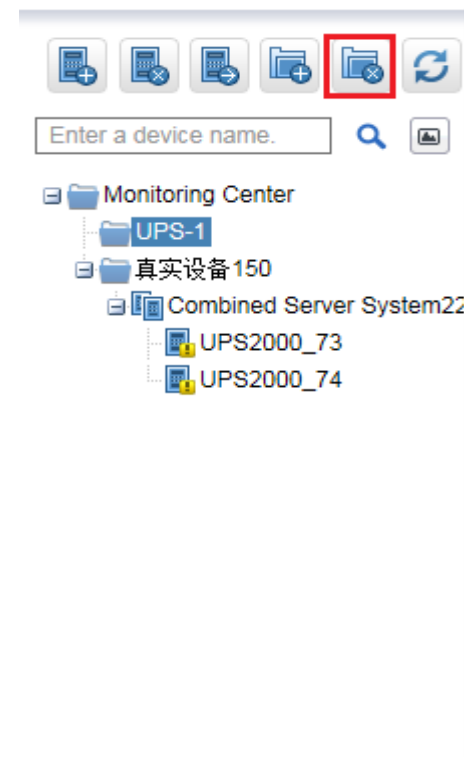 Enter a device name.
Monitoring Center
UPS-1
真实设备150
Combined Server System22
UPS2000_73
UPS2000_74